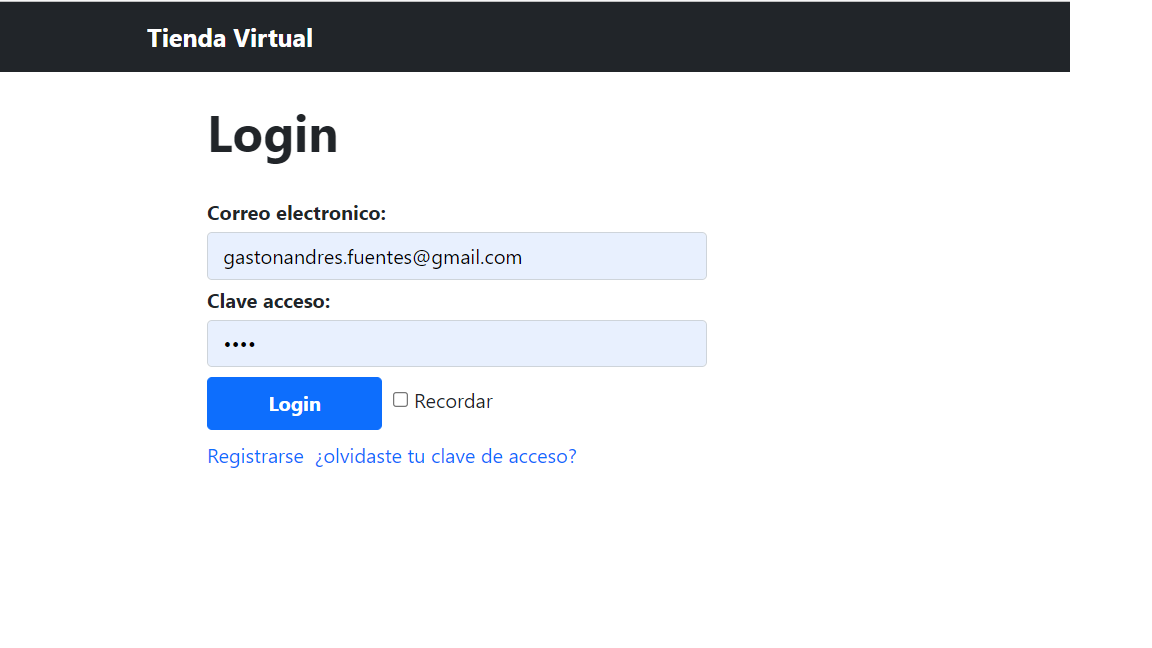 Tienda Virtual
Login
Correo electronico:
gastonandres.fuentes@gmail.com
Clave acceso:
••••
Login Recordar
Registrarse ¿olvidaste tu clave de acceso?